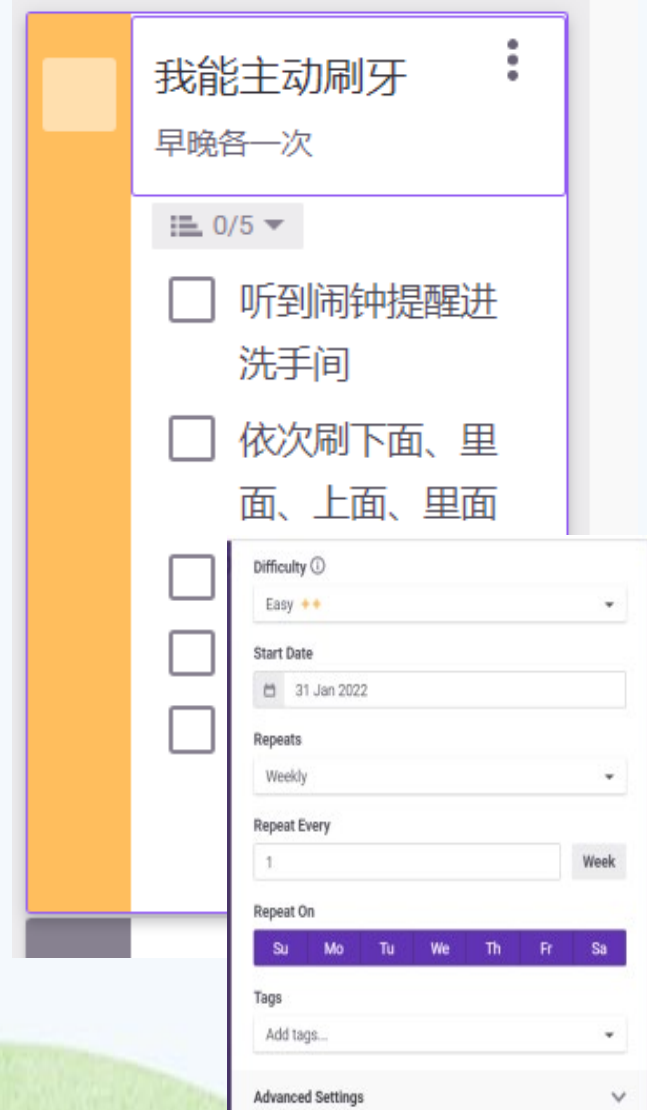 我能主动刷牙
早晚各一次
0/5
听到闹钟提醒进
洗手间
依次刷下面、里
面、上面、里面
Difficulty
Easy
Start Date
31 Jan 2022
Repeats
Weekly
Repeat Every
1 Week
Repeat On
Su Mo Tu We Th Fr Sa
Tags
Add tags...
Advanced Settings